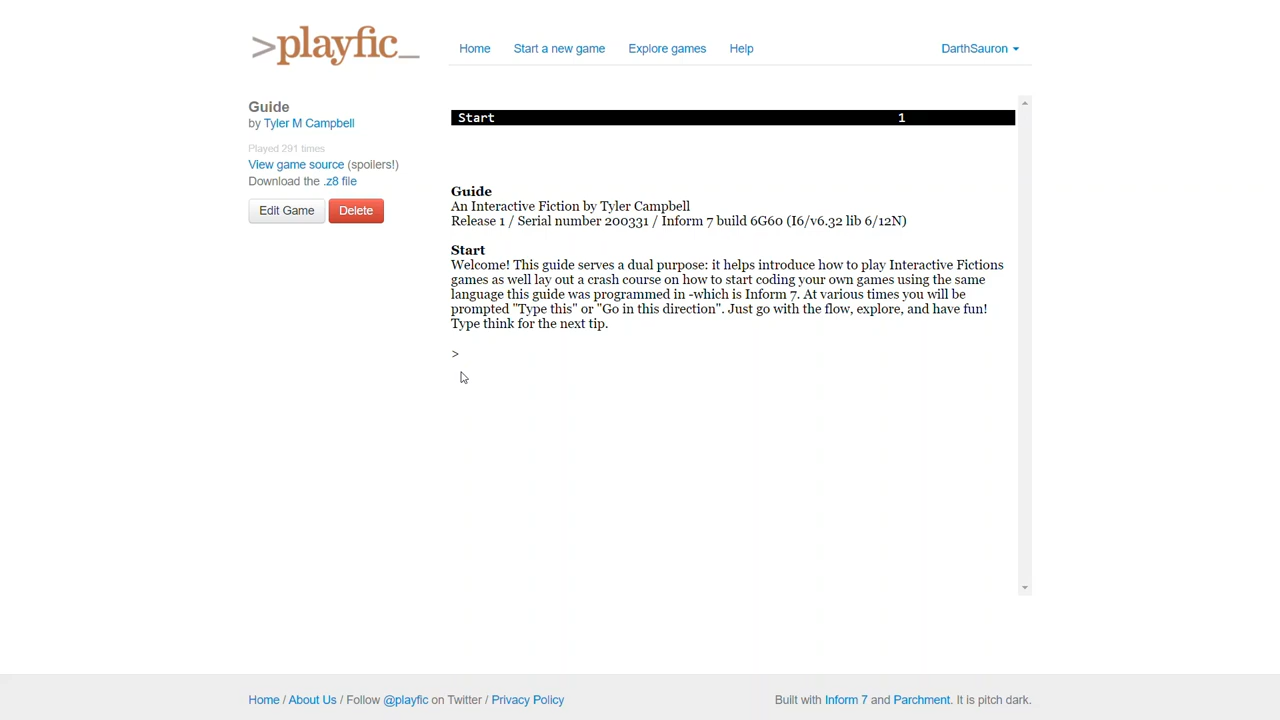 >playfic_
Home Start a new game Explore games Help DarthSauron
Guide
by Tyler M Campbell
Played 291 times
View game source (spoilers!)
Download the .z8 file
Edit Game Delete
Start 1
Guide
An Interactive Fiction by Tyler Campbell
Release 1 / Serial number 200331 / Inform 7 build 6G60 (I6/v6.32 lib 6/12N)
Start
Welcome! This guide serves a dual purpose: it helps introduce how to play Interactive Fictions
games as well lay out a crash course on how to start coding your own games using the same
language this guide was programmed in -which is Inform 7. At various times you will be
prompted "Type this" or "Go in this direction". Just go with the flow, explore, and have fun!
Type think for the next tip.
>
Home / About Us / Follow @playfic on Twitter / Privacy Policy
Built with Inform 7 and Parchment. It is pitch dark.